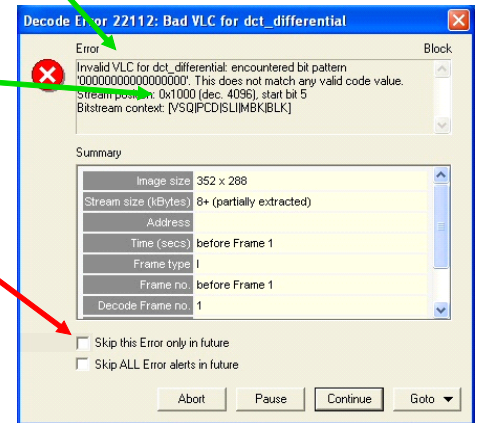 Decode Error 22112: Bad VLC for dct_differential
Error Block
Invalid VLC for dct_differential: encountered bit pattern
'0000000000000000'. This does not match any valid code value.
Stream position: 0x1000 (dec. 4096), start bit 5
Bitstream context: [VSQ|PCD|SLI|MBK|BLK]
Summary
Image size 352 x 288
Stream size (kBytes) 8+ (partially extracted)
Address
Time (secs) before Frame 1
Frame type I
Frame no. before Frame 1
Decode Frame no. 1
Skip this Error only in future
Skip ALL Error alerts in future
Abort Pause Continue Goto